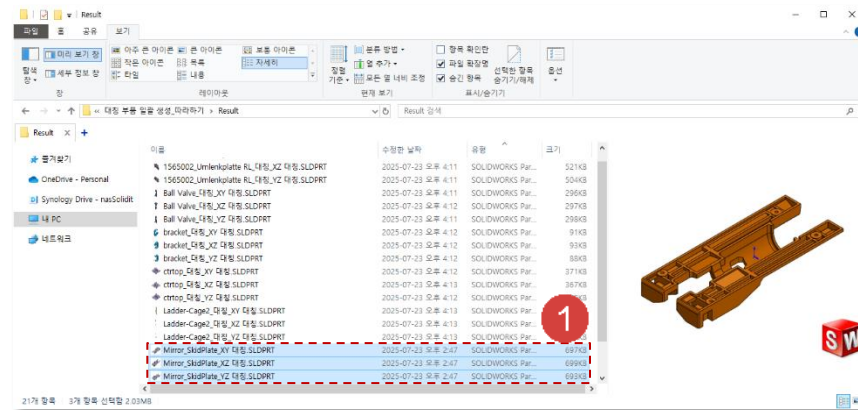 Result
파일 홈 공유 보기
미리 보기 창
세부 정보 창
탐색
창
아주 큰 아이콘 큰 아이콘 보통 아이콘
작은 아이콘 목록 자세히
타일 내용
정렬
기준
분류 방법
열 추가
모든 열 너비 조정
항목 확인란
파일 확장명
숨긴 항목
선택한 항목
숨기기/해제
옵션
창 레이아웃 현재 보기 표시/숨기기
« 대칭 부품 일괄 생성_따라하기 > Result
Result 검색
Result
즐겨찾기
OneDrive - Personal
Synology Drive - nasSolidit
내 PC
네트워크
이름 수정한 날짜 유형 크기
1565002_Umlenkplatte RL_대칭_XZ 대칭.SLDPRT 2025-07-23 오후 4:11 SOLIDWORKS Par... 521KB
1565002_Umlenkplatte RL_대칭_YZ 대칭.SLDPRT 2025-07-23 오후 4:11 SOLIDWORKS Par... 504KB
Ball Valve_대칭_XY 대칭.SLDPRT 2025-07-23 오후 4:11 SOLIDWORKS Par... 296KB
Ball Valve_대칭_XZ 대칭.SLDPRT 2025-07-23 오후 4:12 SOLIDWORKS Par... 297KB
Ball Valve_대칭_YZ 대칭.SLDPRT 2025-07-23 오후 4:11 SOLIDWORKS Par... 298KB
bracket_대칭_XY 대칭.SLDPRT 2025-07-23 오후 4:12 SOLIDWORKS Par... 91KB
bracket_대칭_XZ 대칭.SLDPRT 2025-07-23 오후 4:12 SOLIDWORKS Par... 93KB
bracket_대칭_YZ 대칭.SLDPRT 2025-07-23 오후 4:12 SOLIDWORKS Par... 88KB
ctrtop_대칭_XY 대칭.SLDPRT 2025-07-23 오후 4:12 SOLIDWORKS Par... 371KB
ctrtop_대칭_XZ 대칭.SLDPRT 2025-07-23 오후 4:13 SOLIDWORKS Par... 367KB
ctrtop_대칭_YZ 대칭.SLDPRT 2025-07-23 오후 4:12 SOLIDWORKS Par...
Ladder-Cage2_대칭_XY 대칭.SLDPRT 2025-07-23 오후 4:13 SOLIDWORKS Par...
Ladder-Cage2_대칭_XZ 대칭.SLDPRT 2025-07-23 오후 4:13 SOLIDWORKS Par...
Ladder-Cage2_대칭_YZ 대칭.SLDPRT 2025-07-23 오후 4:13 SOLIDWORKS Par...
Mirror_SkidPlate_XY 대칭.SLDPRT 2025-07-23 오후 2:47 SOLIDWORKS Par... 697KB
Mirror_SkidPlate_XZ 대칭.SLDPRT 2025-07-23 오후 2:47 SOLIDWORKS Par... 699KB
Mirror_SkidPlate_YZ 대칭.SLDPRT 2025-07-23 오후 2:47 SOLIDWORKS Par... 693KB
1
SW
21개 항목 3개 항목 선택함 2.03MB